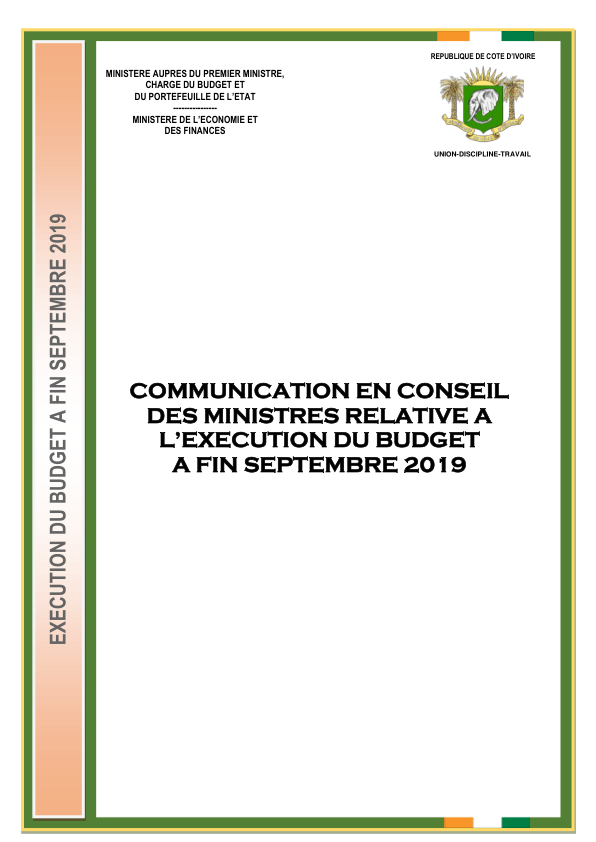 MINISTERE AUPRES DU PREMIER MINISTRE,
CHARGE DU BUDGET ET
DU PORTEFEUILLE DE L'ETAT
----------------
MINISTERE DE L'ECONOMIE ET
DES FINANCES
REPUBLIQUE DE COTE D'IVOIRE
UNION-DISCIPLINE-TRAVAIL
EXECUTION DU BUDGET A FIN SEPTEMBRE 2019
COMMUNICATION EN CONSEIL
DES MINISTRES RELATIVE A
L'EXECUTION DU BUDGET
A FIN SEPTEMBRE 2019